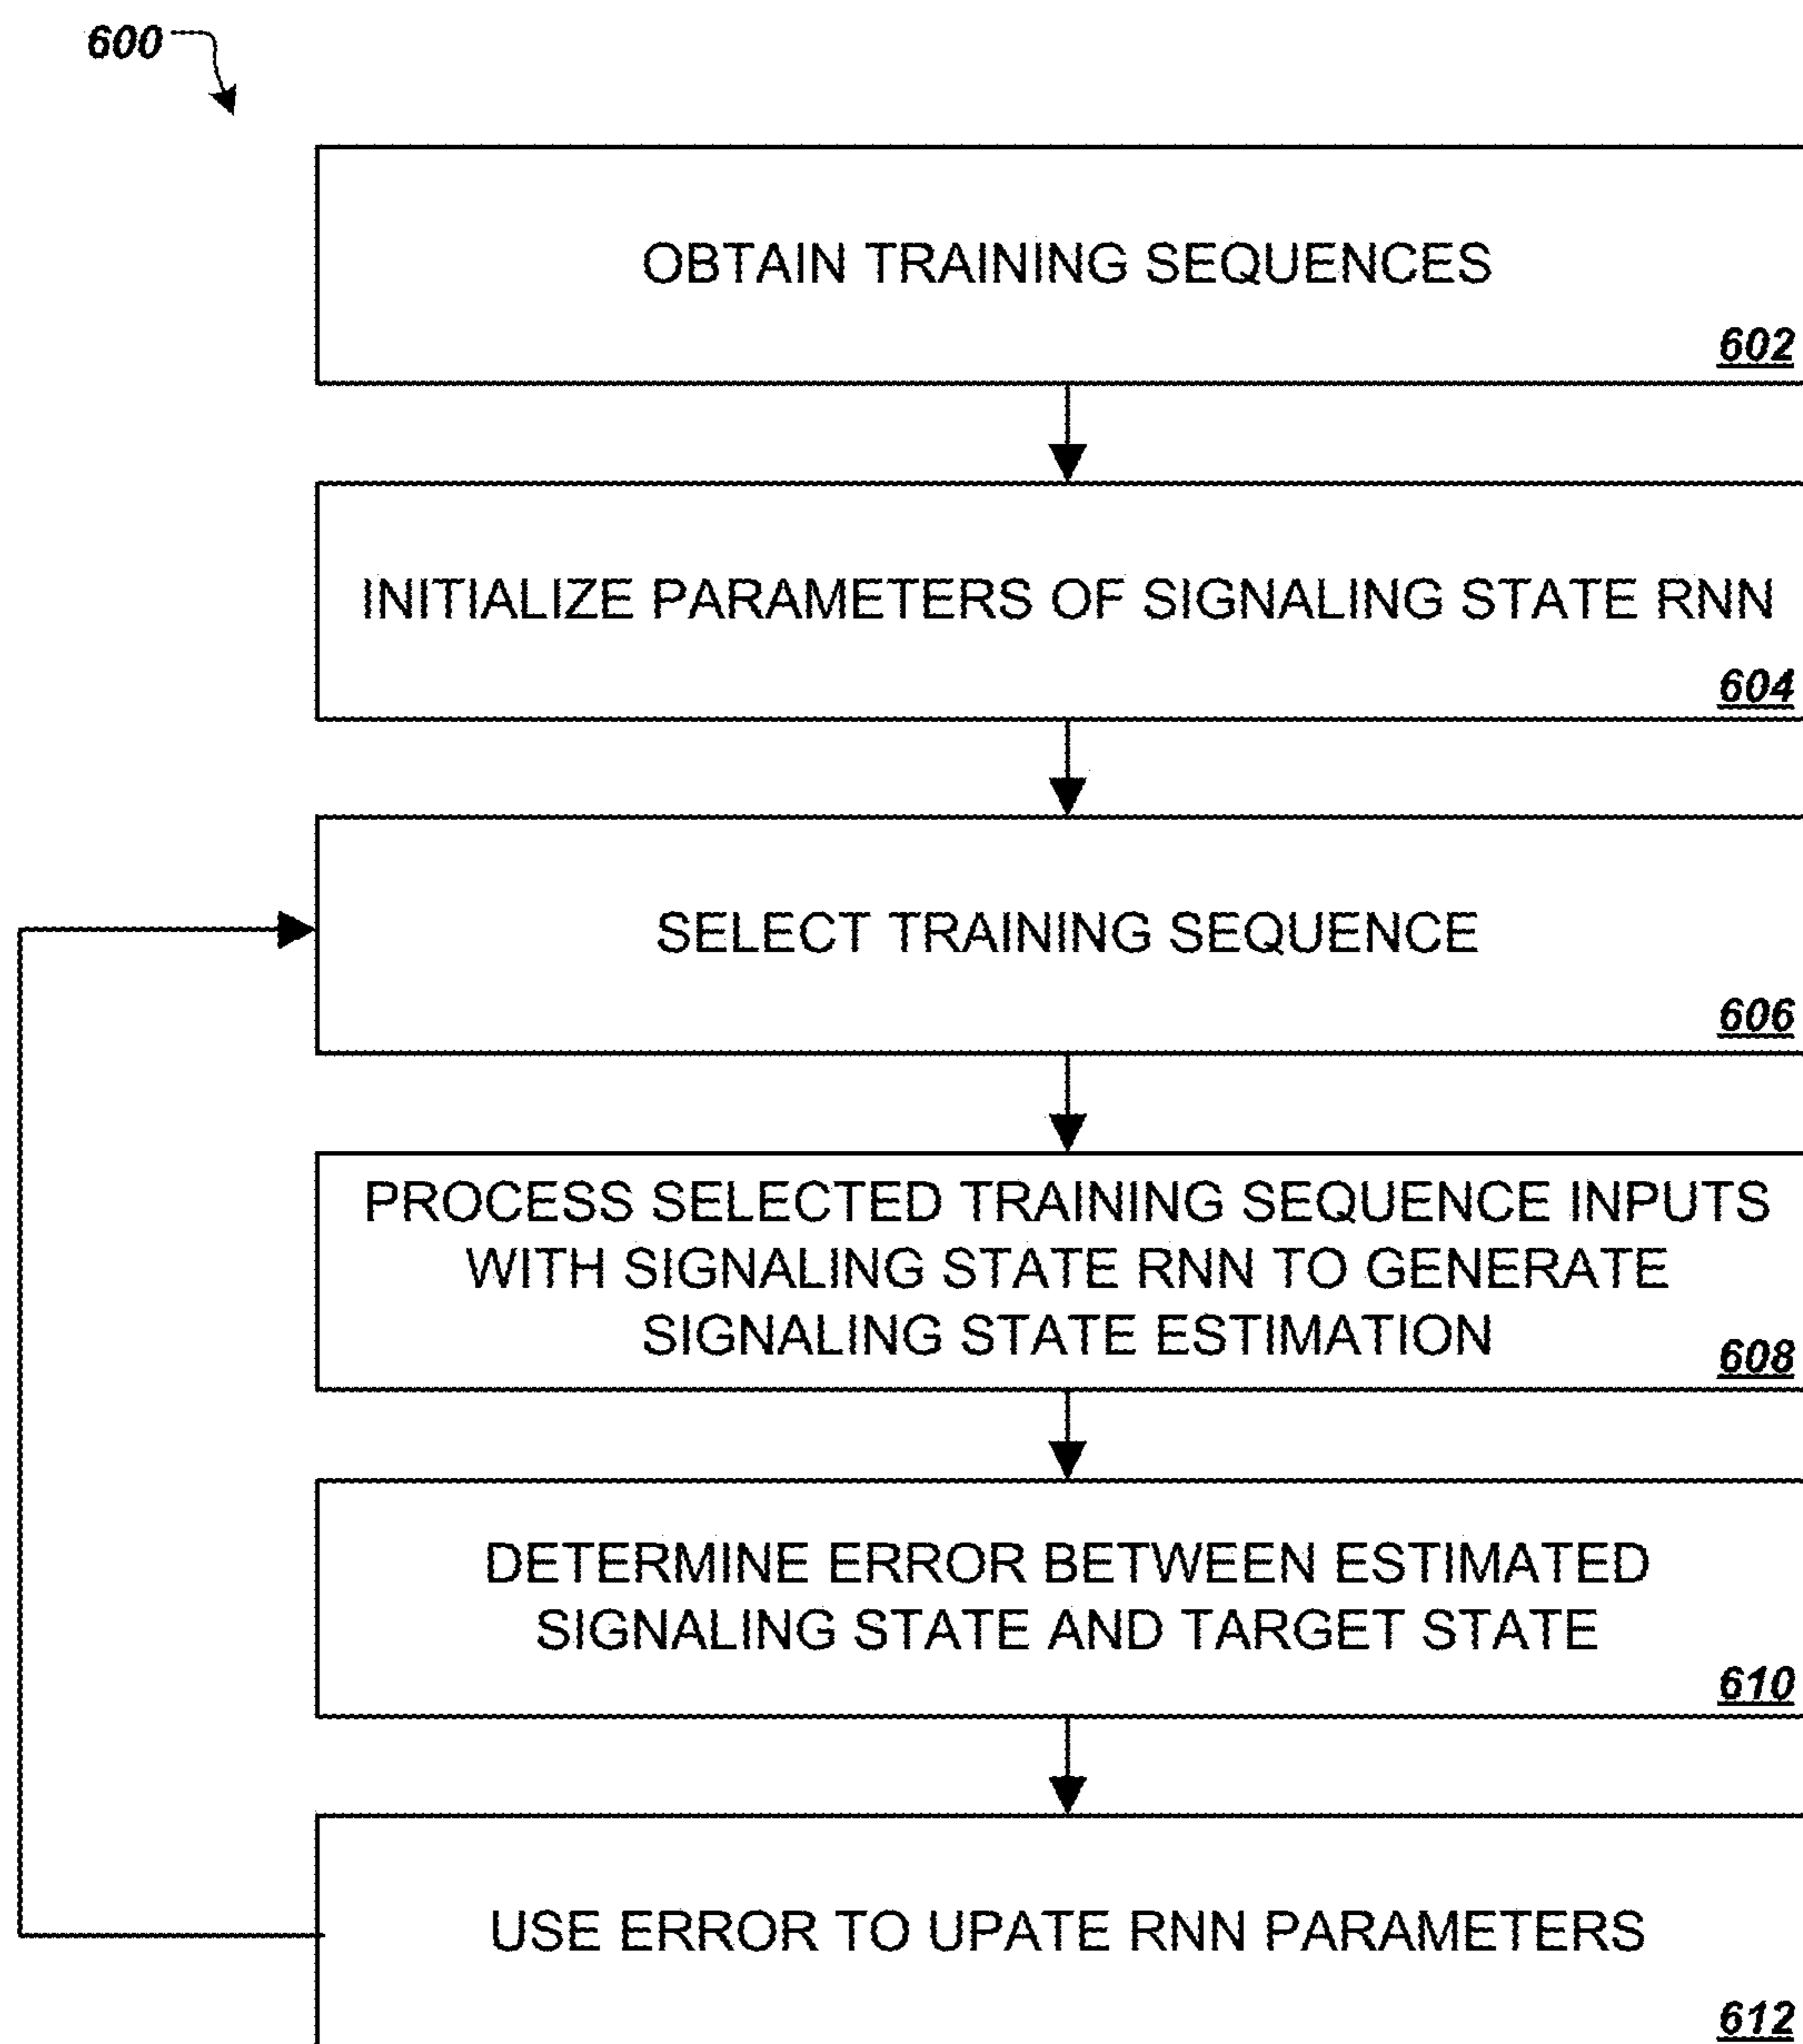 600
OBTAIN TRAINING SEQUENCES
602
INITIALIZE PARAMETERS OF SIGNALING STATE RNN
604
SELECT TRAINING SEQUENCE
606
PROCESS SELECTED TRAINING SEQUENCE INPUTS
WITH SIGNALING STATE RNN TO GENERATE
SIGNALING STATE ESTIMATION
608
DETERMINE ERROR BETWEEN ESTIMATED
SIGNALING STATE AND TARGET STATE
610
USE ERROR TO UPATE RNN PARAMETERS
612